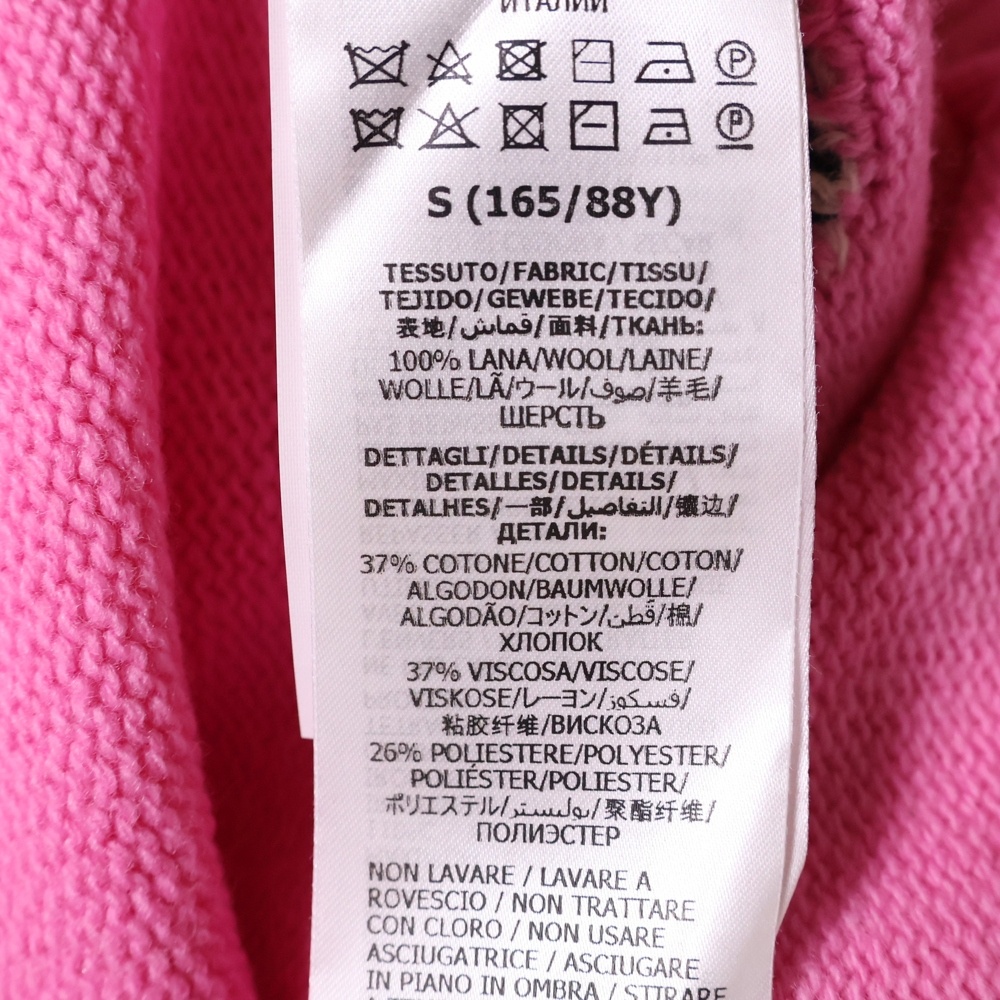 ИТАЛИИ
P
P
S (165/88Y)
TESSUTO/FABRIC/TISSU/
TEJIDO/GEWEBE/TECIDO/
表地/قماش/面料/ТКАНЬ:
100% LANA/WOOL/LAINE/
WOLLE/LÃ/ウール/صوف/羊毛/
ШЕРСТЬ
DETTAGLI/DETAILS/DÉTAILS/
DETALLES/DETAILS/
DETALHES/一部/التفاصيل/镶边/
ДЕТАЛИ:
37% COTONE/COTTON/COTON/
ALGODON/BAUMWOLLE/
ALGODÃO/コットン/قطن/棉/
ХЛОПОК
37% VISCOSA/VISCOSE/
VISKOSE/レーヨン/فسكوز/
粘胶纤维/ВИСКОЗА
26% POLIESTERE/POLYESTER/
POLIÉSTER/POLIESTER/
ポリエステル/بوليستر/聚酯纤维/
ПОЛИЭСТЕР
NON LAVARE / LAVARE A
ROVESCIO / NON TRATTARE
CON CLORO / NON USARE
ASCIUGATRICE / ASCIUGARE
IN PIANO IN OMBRA / STIRARE